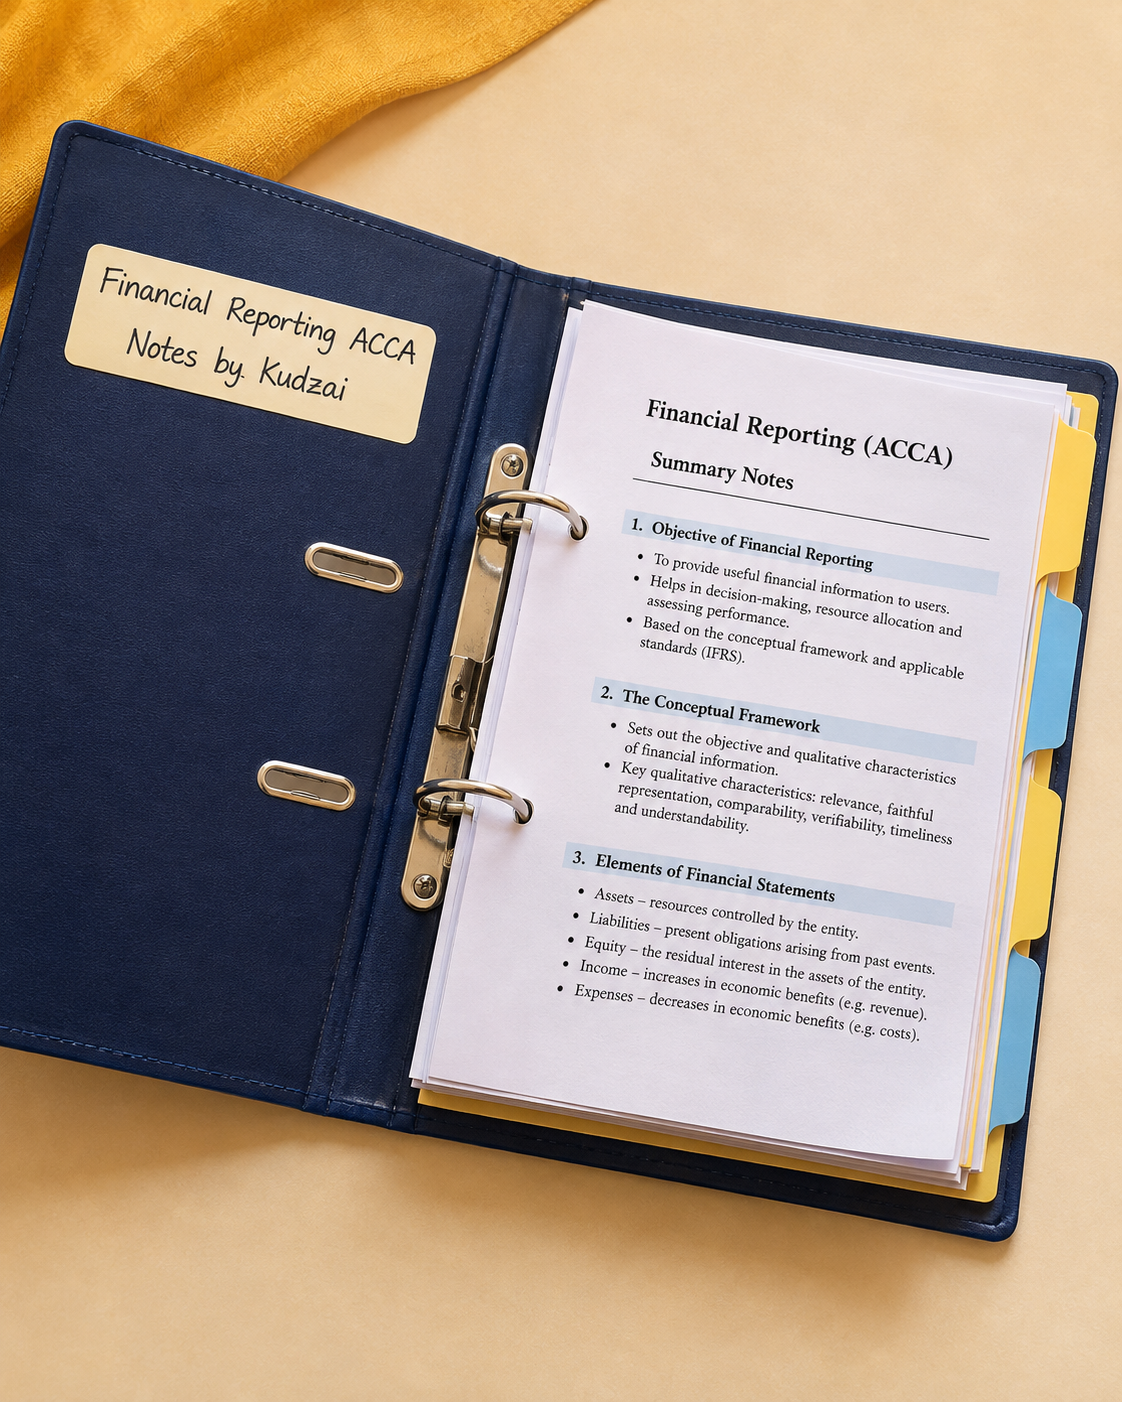 Financial Reporting ACCA
Notes by Kudzai
Financial Reporting (ACCA)
Summary Notes
1. Objective of Financial Reporting
• To provide useful financial information to users.
• Helps in decision-making, resource allocation and
assessing performance.
• Based on the conceptual framework and applicable
standards (IFRS).
2. The Conceptual Framework
• Sets out the objective and qualitative characteristics
of financial information.
• Key qualitative characteristics: relevance, faithful
representation, comparability, verifiability, timeliness
and understandability.
3. Elements of Financial Statements
• Assets – resources controlled by the entity.
• Liabilities – present obligations arising from past events.
• Equity – the residual interest in the assets of the entity.
• Income – increases in economic benefits (e.g. revenue).
• Expenses – decreases in economic benefits (e.g. costs).